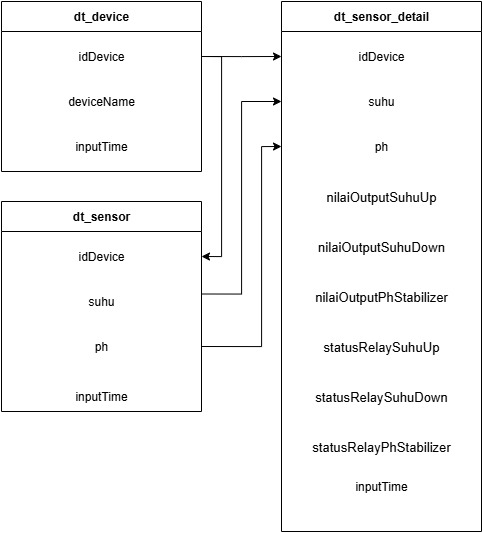 dt_device
idDevice
deviceName
inputTime
dt_sensor
idDevice
suhu
ph
inputTime
dt_sensor_detail
idDevice
suhu
ph
nilaiOutputSuhuUp
nilaiOutputSuhuDown
nilaiOutputPhStabilizer
statusRelaySuhuUp
statusRelaySuhuDown
statusRelayPhStabilizer
inputTime